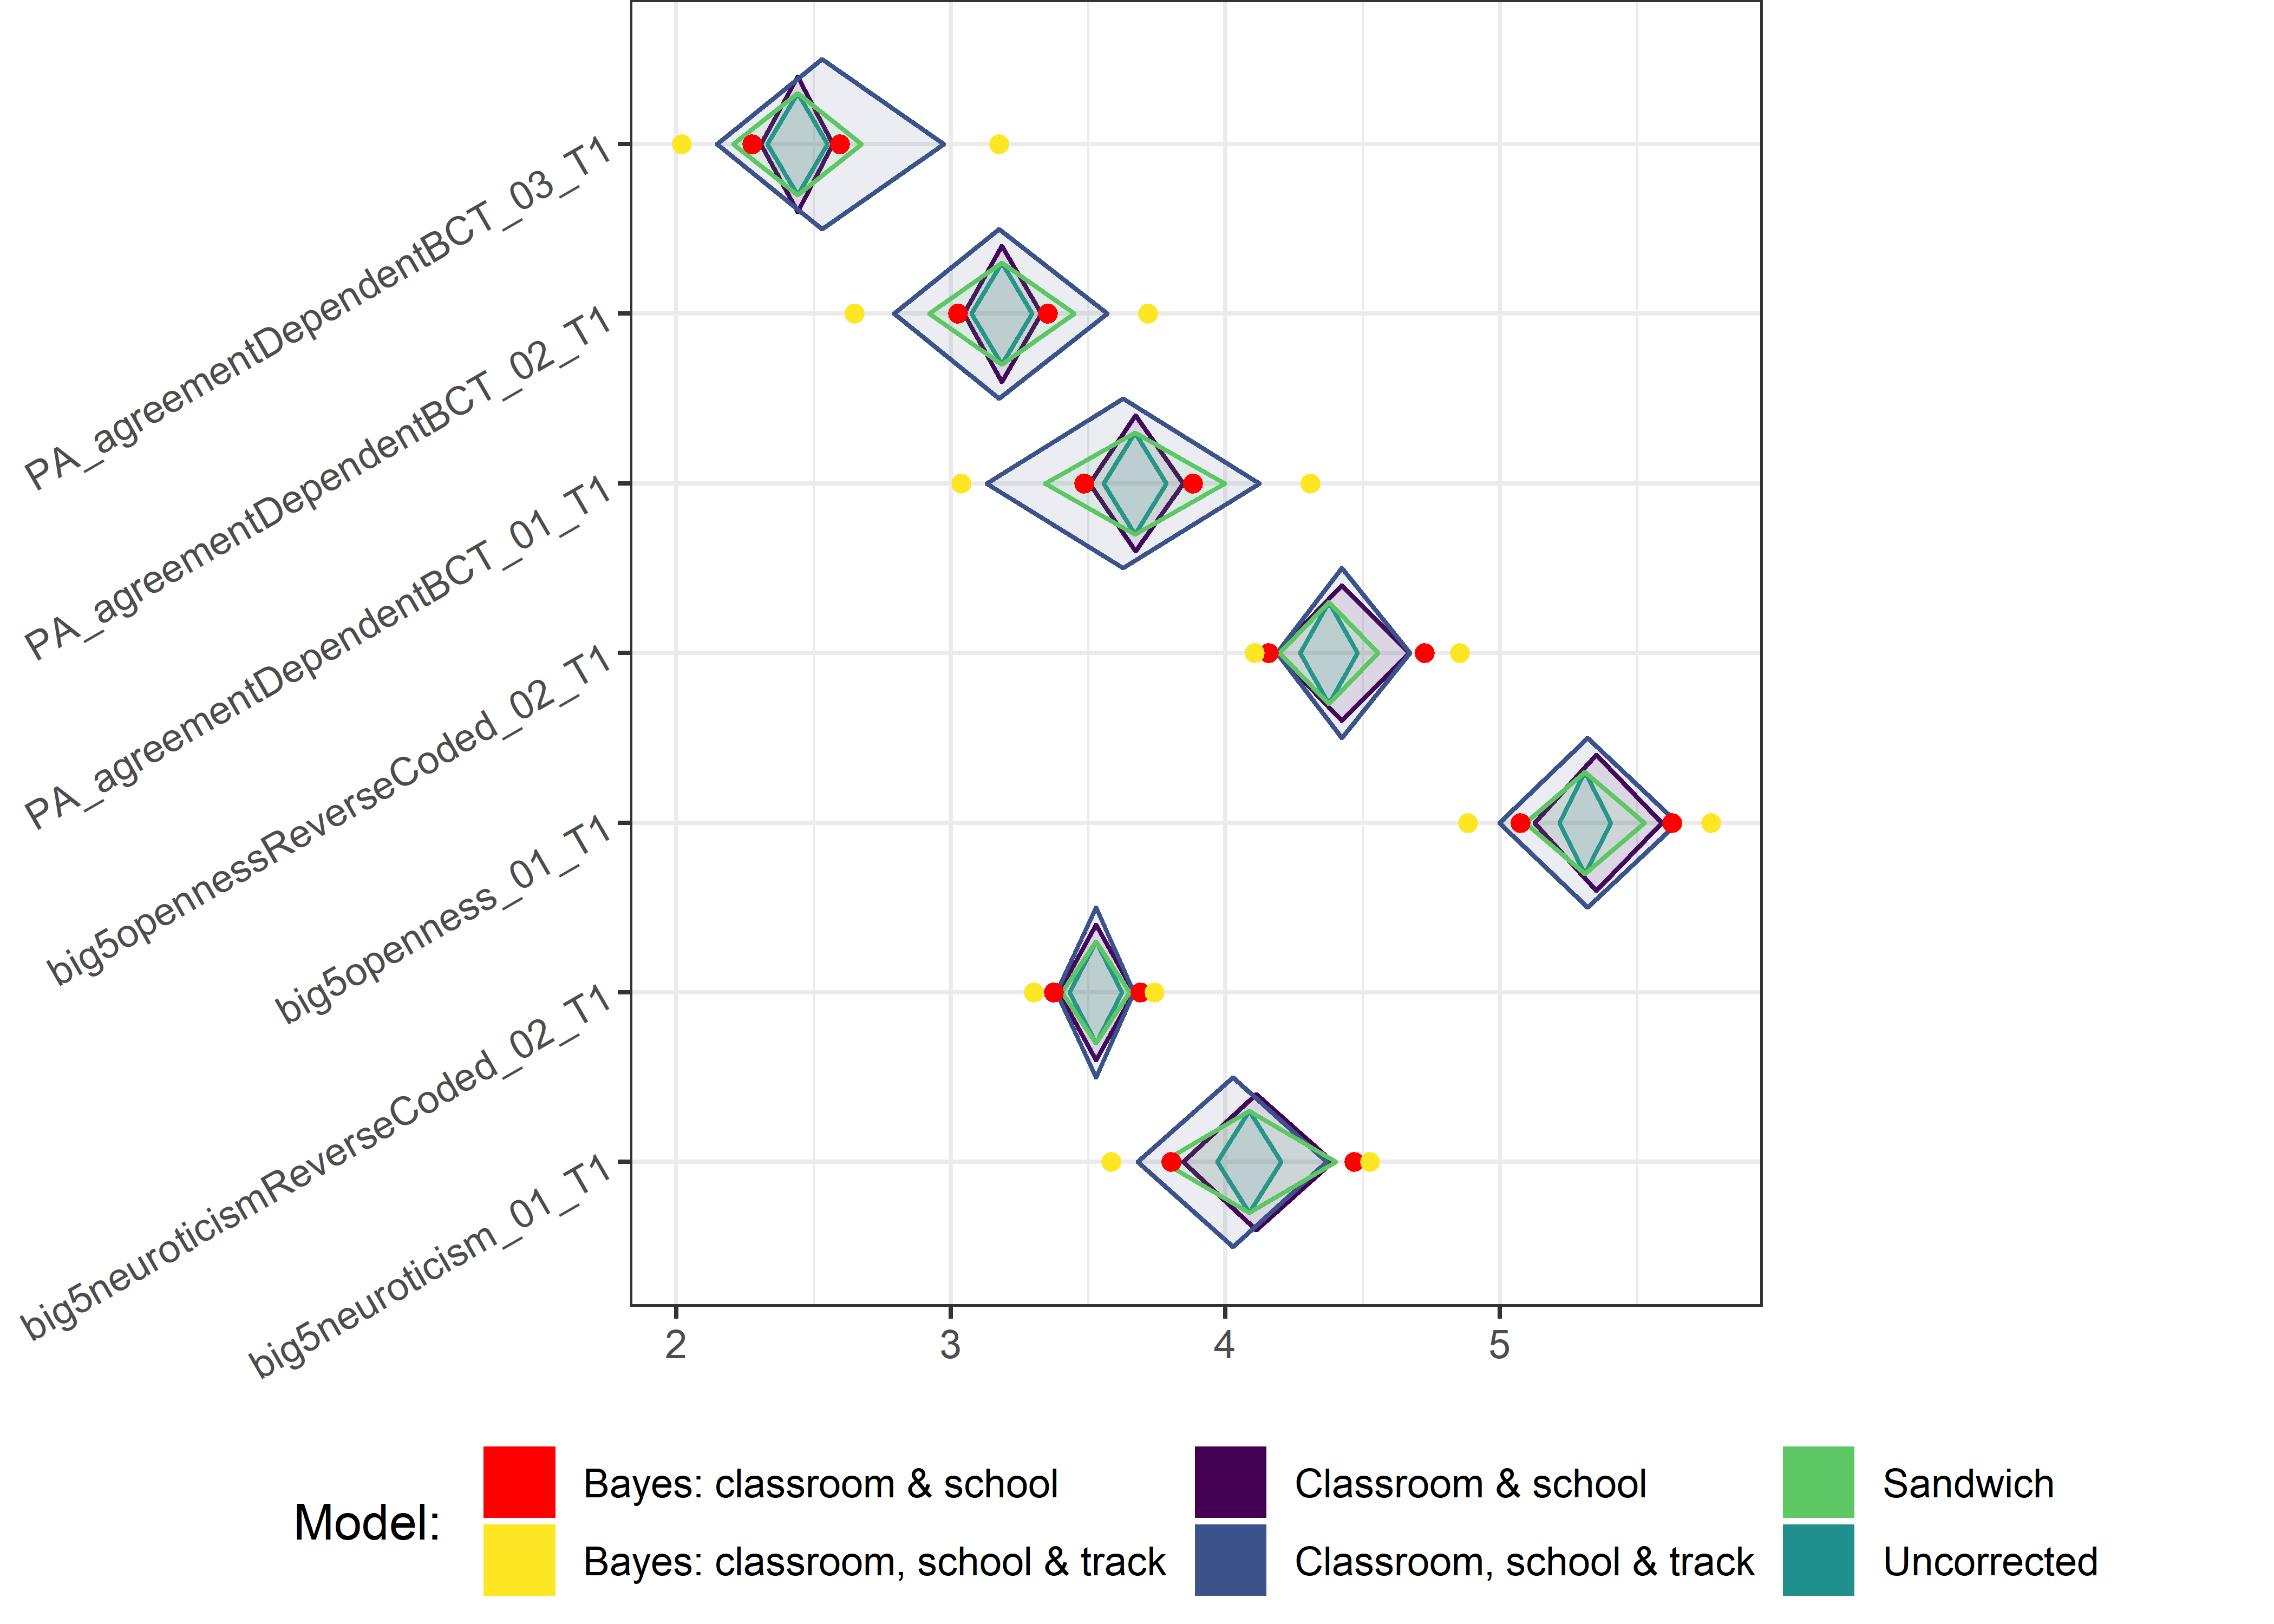 PA_agreementDependentBCT_03_T1
PA_agreementDependentBCT_02_T1
PA_agreementDependentBCT_01_T1
big5opennessReverseCoded_02_T1
big5openness_01_T1
big5neuroticismReverseCoded_02_T1
big5neuroticism_01_T1
2 3 4 5
Model:
Bayes: classroom & school Classroom & school Sandwich
Bayes: classroom, school & track Classroom, school & track Uncorrected